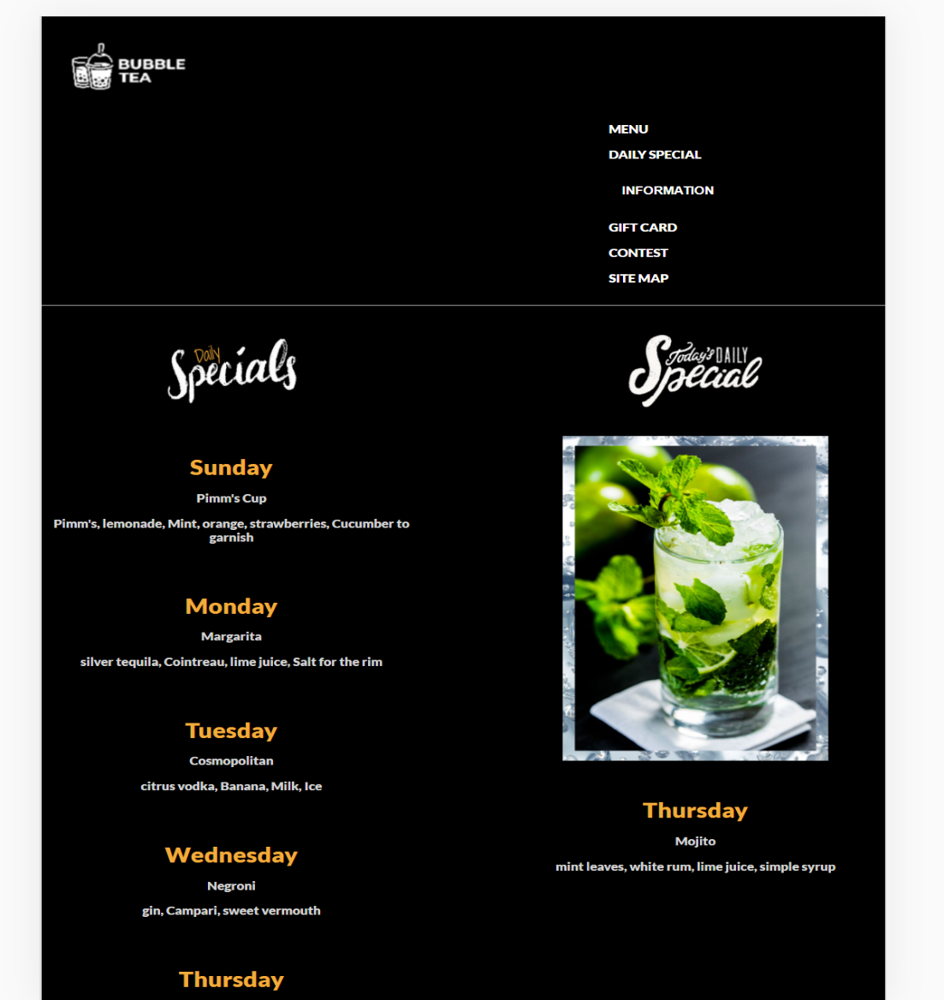 BUBBLE
TEA
MENU
DAILY SPECIAL
INFORMATION
GIFT CARD
CONTEST
SITE MAP
Daily
Specials
Sunday
Pimm's Cup
Pimm's, lemonade, Mint, orange, strawberries, Cucumber to
garnish
Monday
Margarita
silver tequila, Cointreau, lime juice, Salt for the rim
Tuesday
Cosmopolitan
citrus vodka, Banana, Milk, Ice
Wednesday
Negroni
gin, Campari, sweet vermouth
Thursday
Today's DAILY
Special
Thursday
Mojito
mint leaves, white rum, lime juice, simple syrup